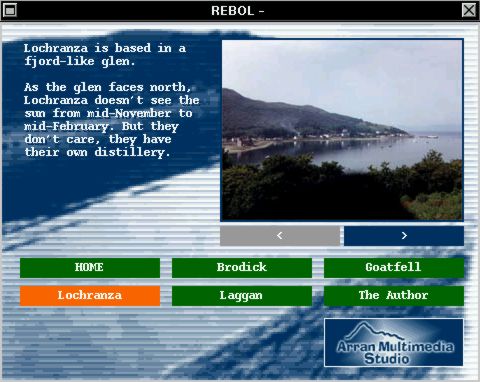 REBOL -
Lochranza is based in a
fjord-like glen.
As the glen faces north,
Lochranza doesn't see the
sun from mid-November to
mid-February. But they
don't care, they have
their own distillery.
< >
HOME Brodick Goatfell
Lochranza Laggan The Author
Arran Multimedia
Studio